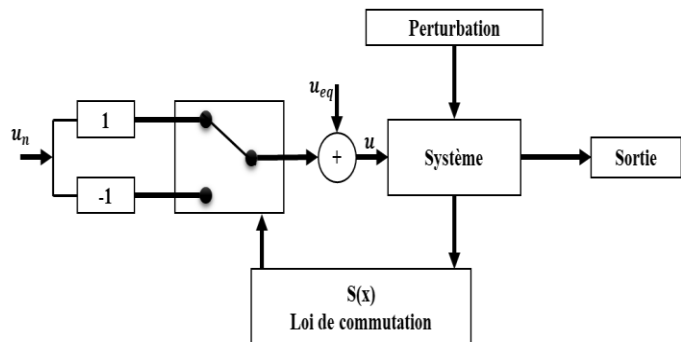 Perturbation
u_eq
1
u_n
u
+
Système
Sortie
-1
S(x)
Loi de commutation